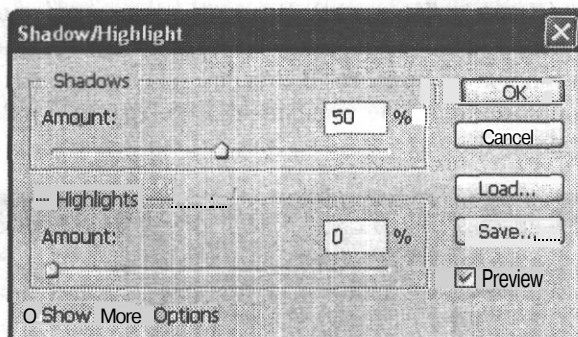 Shadow/Highlight
Shadows
Amount: 50 %
Highlights
Amount: 0 %
Show More Options
OK
Cancel
Load...
Save...
Preview